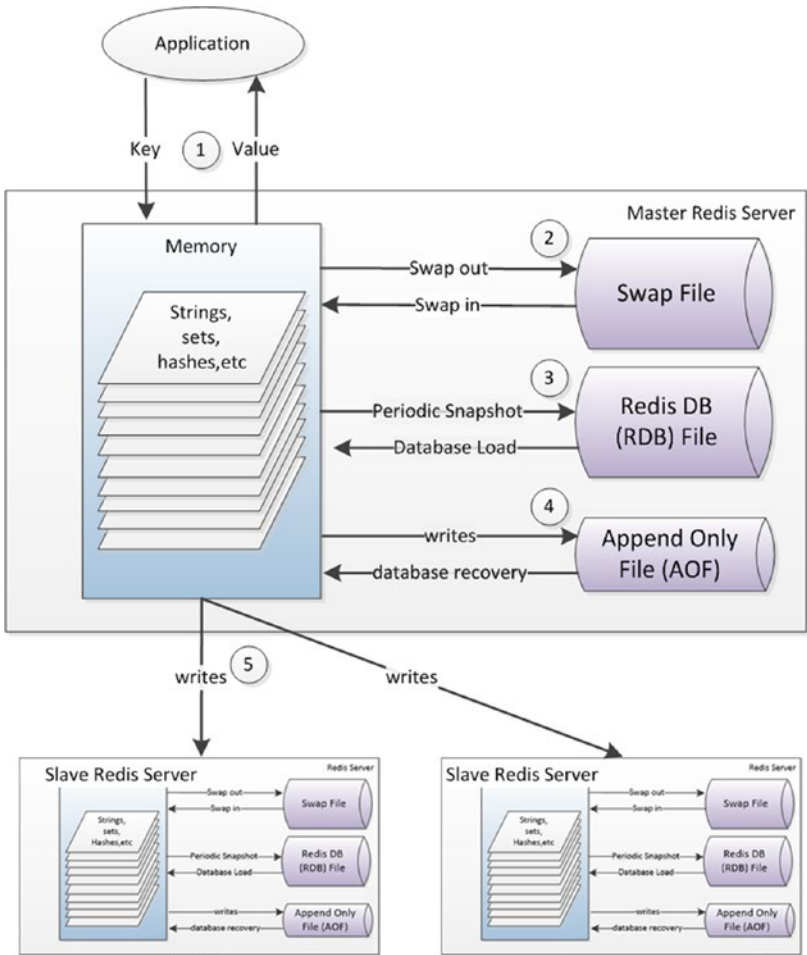 Application
Key
1
Value
Master Redis Server
Memory
2
Swap out
Swap in
Swap File
Strings,
sets,
hashes,etc
3
Periodic Snapshot
Database Load
Redis DB
(RDB) File
4
writes
database recovery
Append Only
File (AOF)
writes
5
writes
Slave Redis Server
Redis Server
Swap out
Swap in
Swap File
Strings,
sets,
Hashes,etc
Periodic Snapshot
Database Load
Redis DB
(RDB) File
writes
database recovery
Append Only
File (AOF)
Slave Redis Server
Redis Server
Swap out
Swap in
Swap File
Strings,
sets,
Hashes,etc
Periodic Snapshot
Database Load
Redis DB
(RDB) File
writes
database recovery
Append Only
File (AOF)